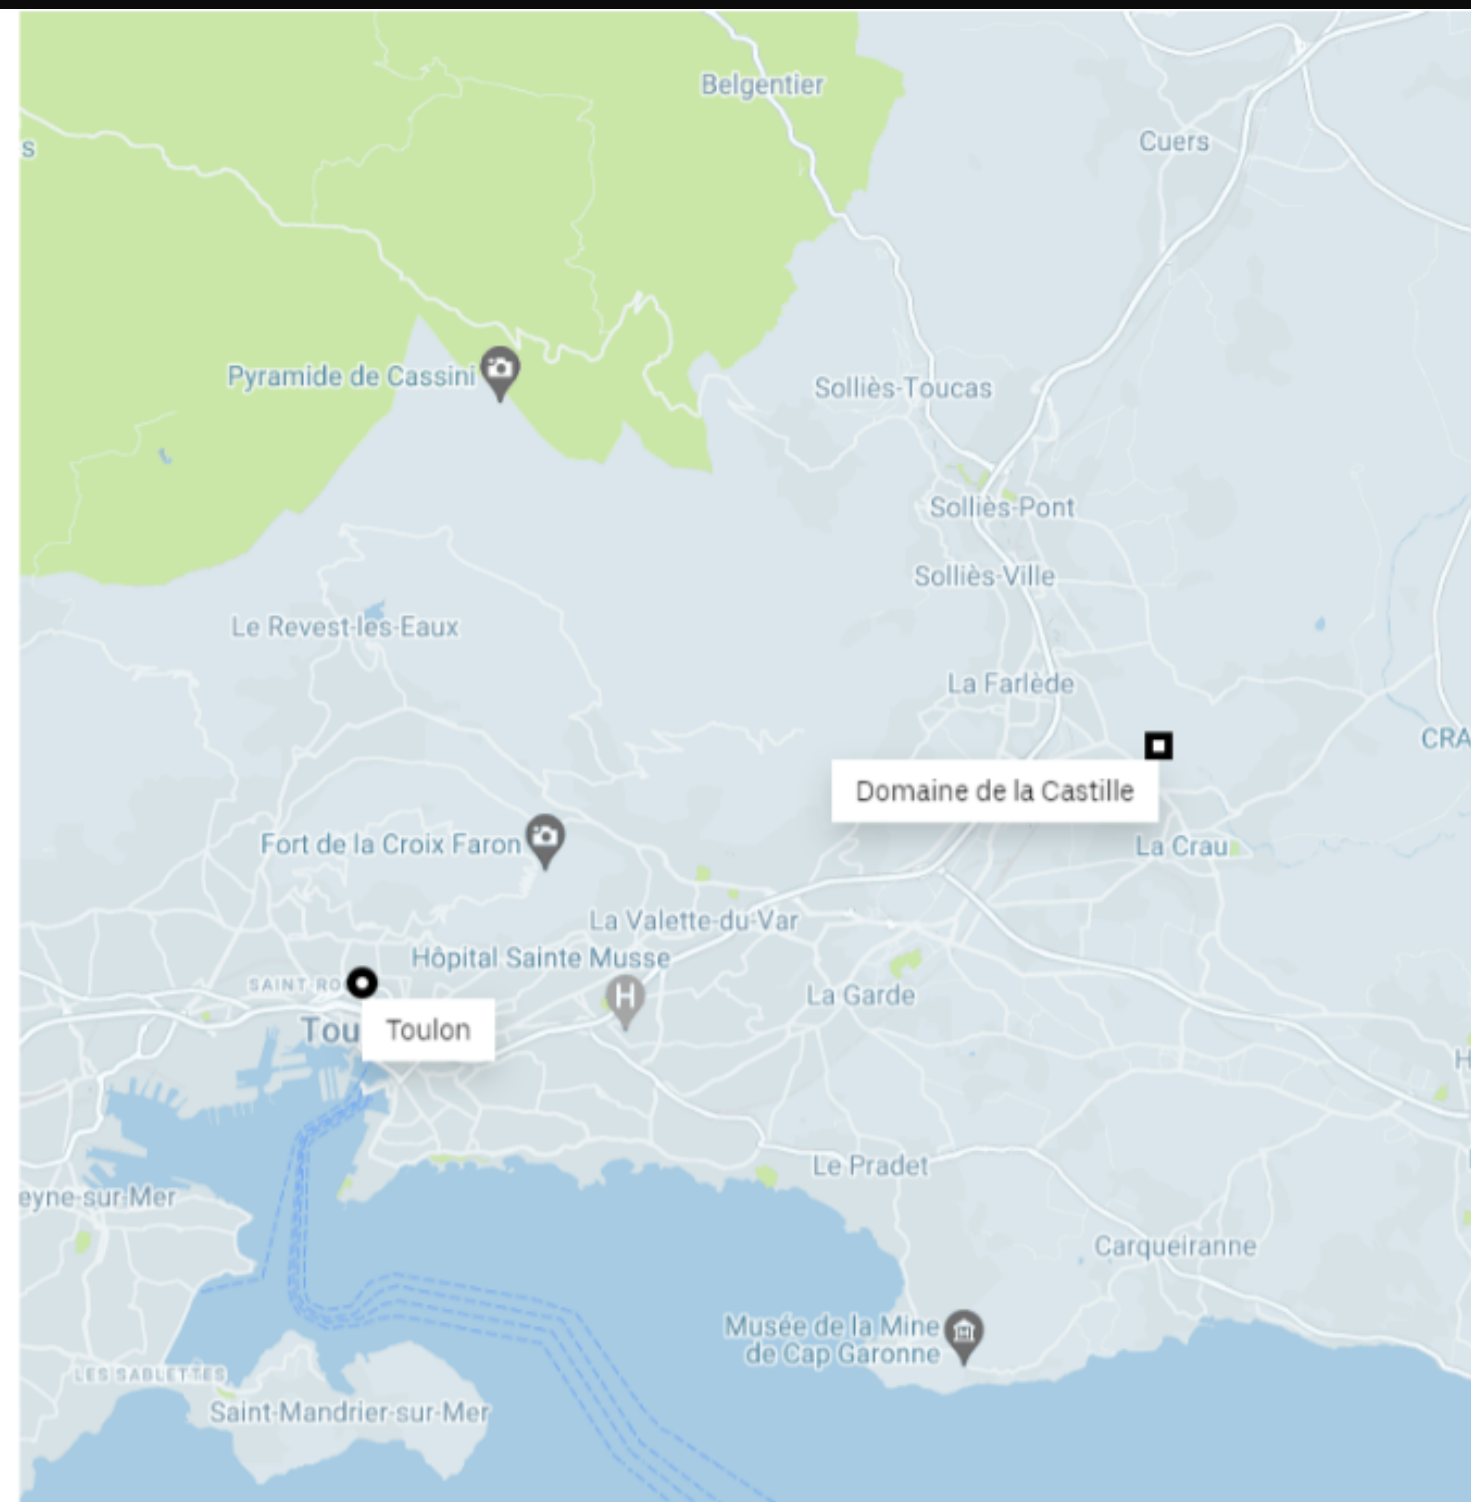 Belgentier
Cuers
s
Pyramide de Cassini
Solliès-Toucas
Solliès-Pont
Solliès-Ville
Le Revest-les-Eaux
La Farlède
CRA
Domaine de la Castille
Fort de la Croix Faron
La Crau
La Valette-du-Var
Hôpital Sainte Musse
H
SAINT-RO
La Garde
Tou
Toulon
H
Le Pradet
eyne-sur-Mer
Carqueiranne
Musée de la Mine
de Cap Garonne
LES SABLETTES
Saint-Mandrier-sur-Mer